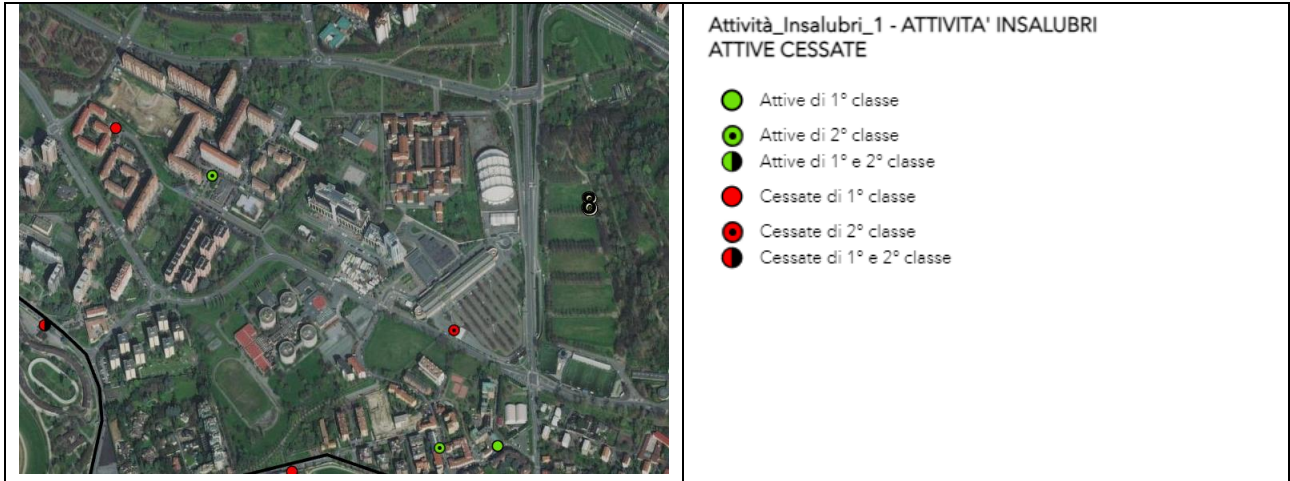 Attività_Insalubri_1 - ATTIVITA' INSALUBRI
ATTIVE CESSATE
Attive di 1° classe
Attive di 2° classe
Attive di 1° e 2° classe
Cessate di 1° classe
Cessate di 2° classe
Cessate di 1° e 2° classe